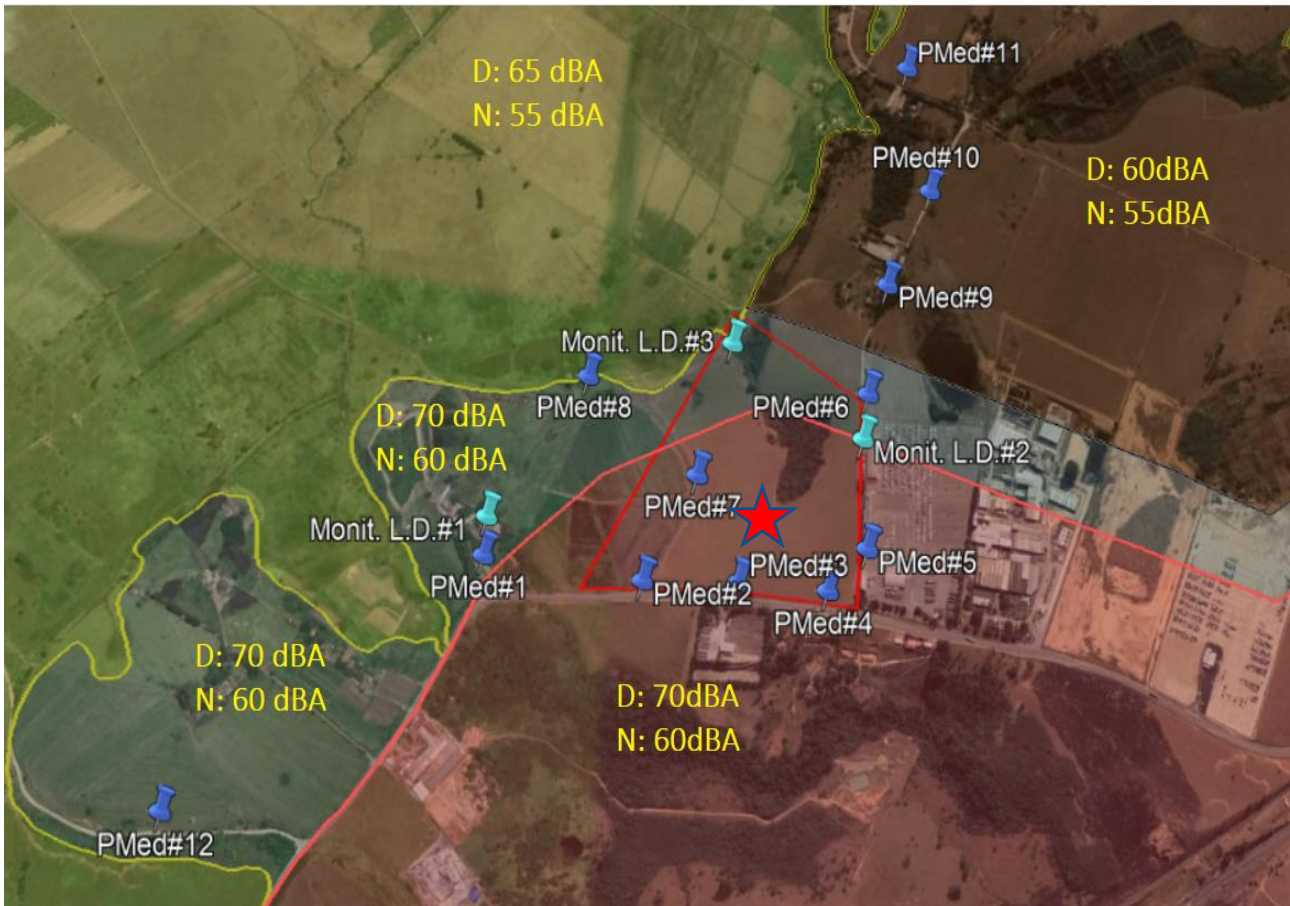 PMed#11
D: 65 dBA
N: 55 dBA
PMed#10
D: 60dBA
N: 55dBA
PMed#9
Monit. L.D.#3
PMed#8
PMed#6
D: 70 dBA
N: 60 dBA
Monit. L.D.#2
PMed#7
Monit. L.D.#1
PMed#5
PMed#3
PMed#1
PMed#2
PMed#4
D: 70 dBA
N: 60 dBA
D: 70dBA
N: 60dBA
PMed#12